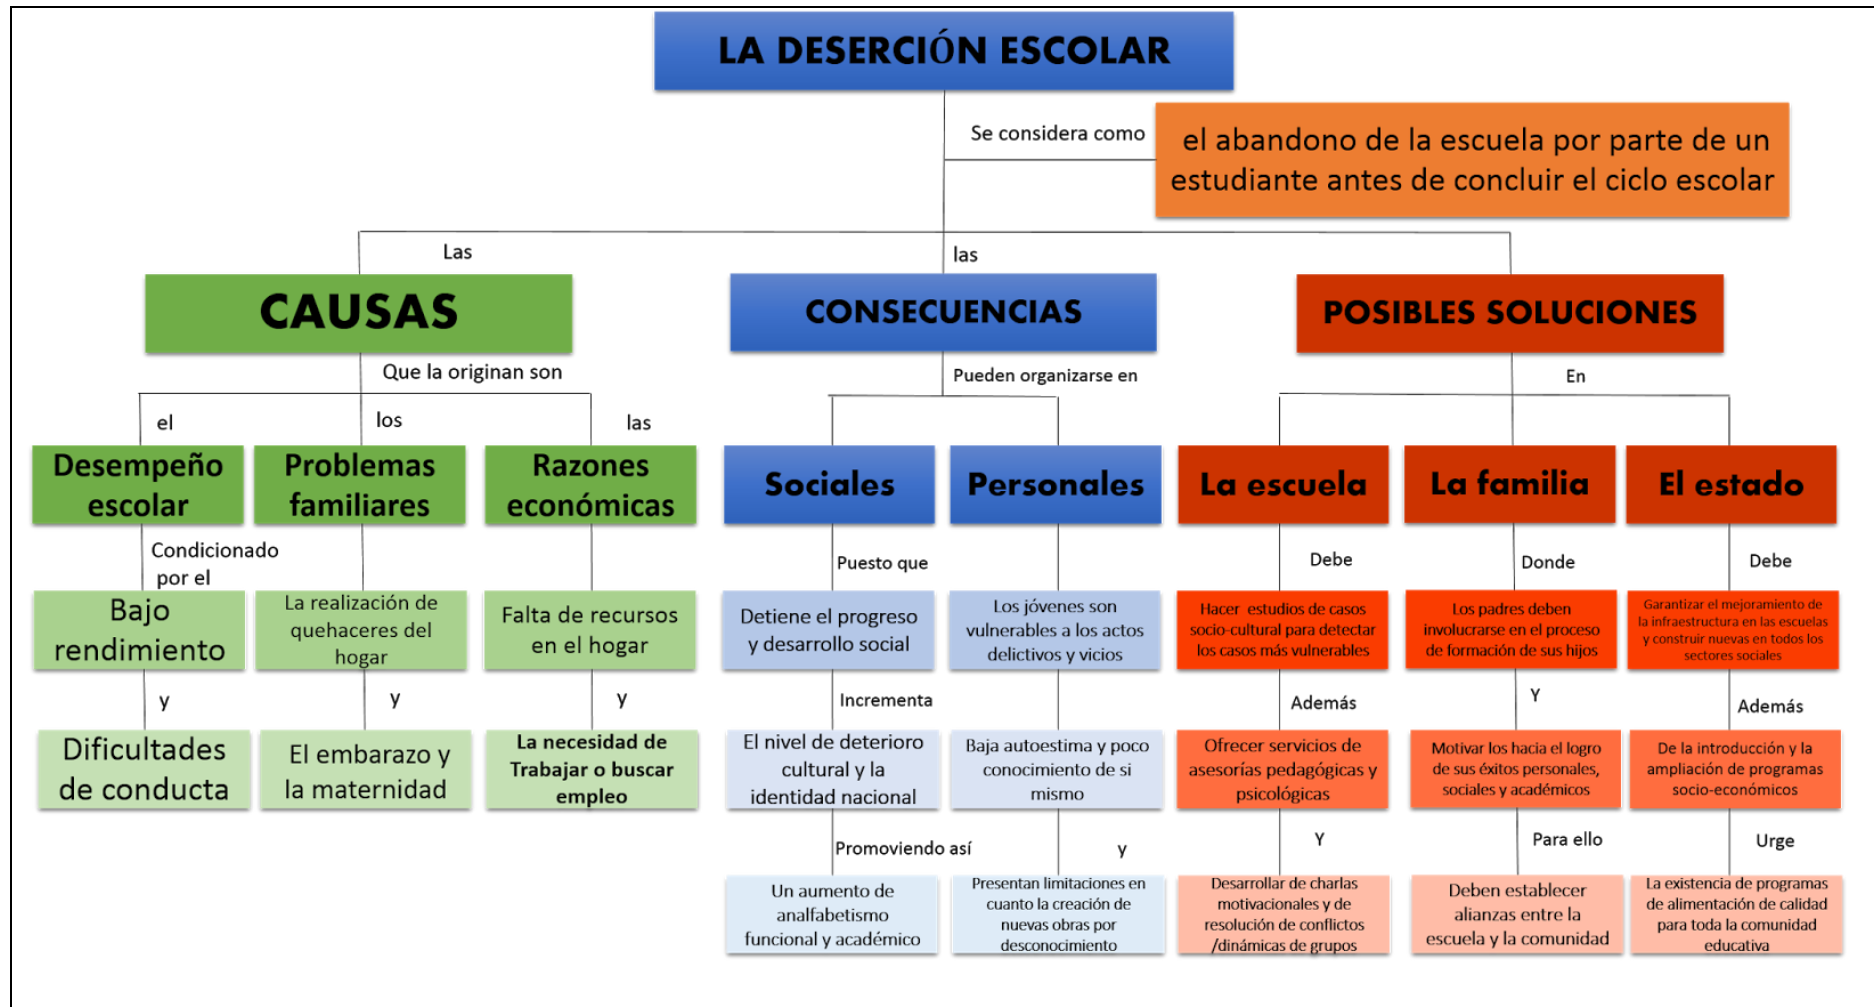 LA DESERCIÓN ESCOLAR
Se considera como
el abandono de la escuela por parte de un
estudiante antes de concluir el ciclo escolar
Las
las
CAUSAS
CONSECUENCIAS
POSIBLES SOLUCIONES
Que la originan son
Pueden organizarse en
En
el
los
las
Desempeño
escolar
Problemas
familiares
Razones
económicas
Sociales
Personales
La escuela
La familia
El estado
Condicionado
por el
Puesto que
Debe
Donde
Debe
Bajo
rendimiento
La realización de
quehaceres del
hogar
Falta de recursos
en el hogar
Detiene el progreso
y desarrollo social
Los jóvenes son
vulnerables a los actos
delictivos y vicios
Hacer estudios de casos
socio-cultural para detectar
los casos más vulnerables
Los padres deben
involucrarse en el proceso
de formación de sus hijos
Garantizar el mejoramiento de
la infraestructura en las escuelas
y construir nuevas en todos los
sectores sociales
y
y
y
Incrementa
Además
Y
Además
Dificultades
de conducta
El embarazo y
la maternidad
La necesidad de
Trabajar o buscar
empleo
El nivel de deterioro
cultural y la
identidad nacional
Baja autoestima y poco
conocimiento de si
mismo
Ofrecer servicios de
asesorías pedagógicas y
psicológicas
Motivar los hacia el logro
de sus éxitos personales,
sociales y académicos
De la introducción y la
ampliación de programas
socio-económicos
Promoviendo así
y
Y
Para ello
Urge
Un aumento de
analfabetismo
funcional y académico
Presentan limitaciones en
cuanto la creación de
nuevas obras por
desconocimiento
Desarrollar de charlas
motivacionales y de
resolución de conflictos
/dinámicas de grupos
Deben establecer
alianzas entre la
escuela y la comunidad
La existencia de programas
de alimentación de calidad
para toda la comunidad
educativa